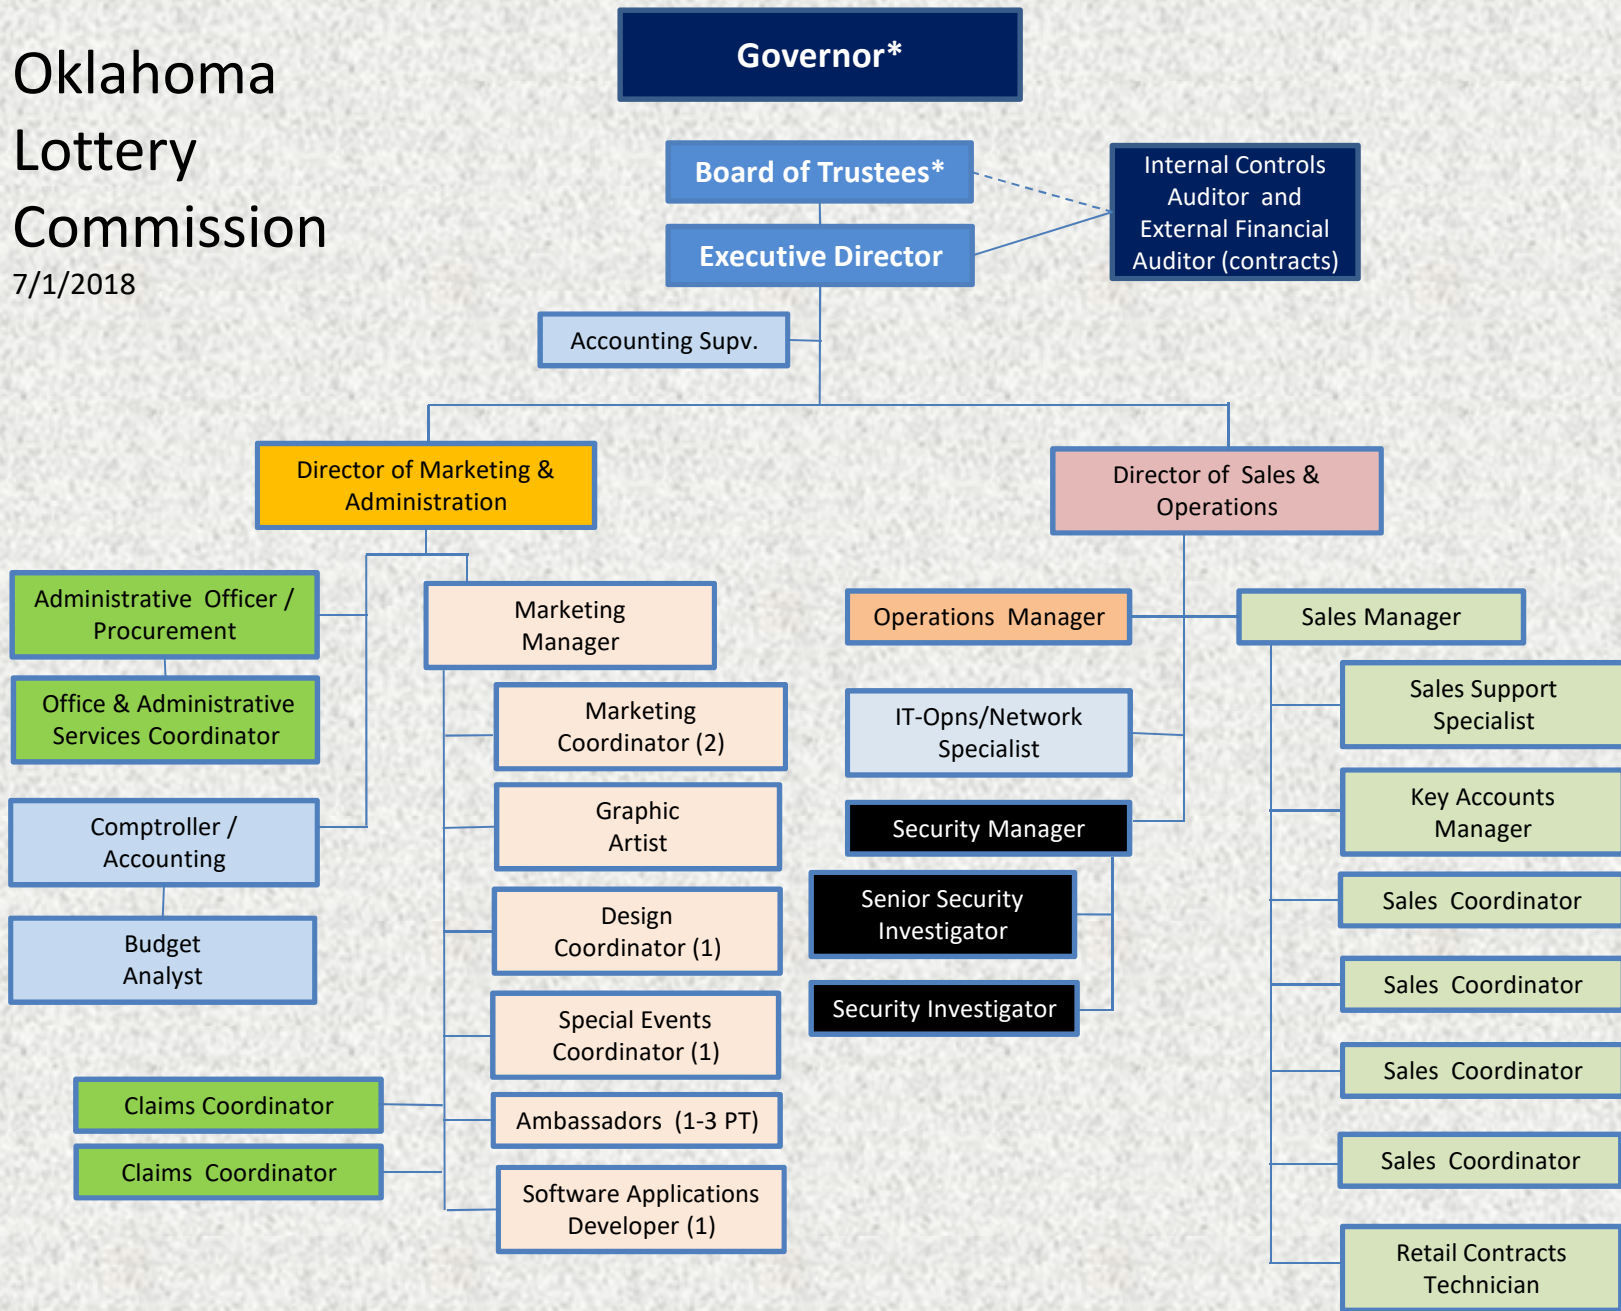 Oklahoma
Lottery
Commission
7/1/2018
Governor*
Board of Trustees*
Executive Director
Internal Controls
Auditor and
External Financial
Auditor (contracts)
Accounting Supv.
Director of Marketing &
Administration
Director of Sales &
Operations
Administrative Officer /
Procurement
Office & Administrative
Services Coordinator
Comptroller /
Accounting
Budget
Analyst
Marketing
Manager
Marketing
Coordinator (2)
Graphic
Artist
Design
Coordinator (1)
Special Events
Coordinator (1)
Ambassadors (1-3 PT)
Software Applications
Developer (1)
Claims Coordinator
Claims Coordinator
Operations Manager
IT-Opns/Network
Specialist
Security Manager
Senior Security
Investigator
Security Investigator
Sales Manager
Sales Support
Specialist
Key Accounts
Manager
Sales Coordinator
Sales Coordinator
Sales Coordinator
Sales Coordinator
Retail Contracts
Technician